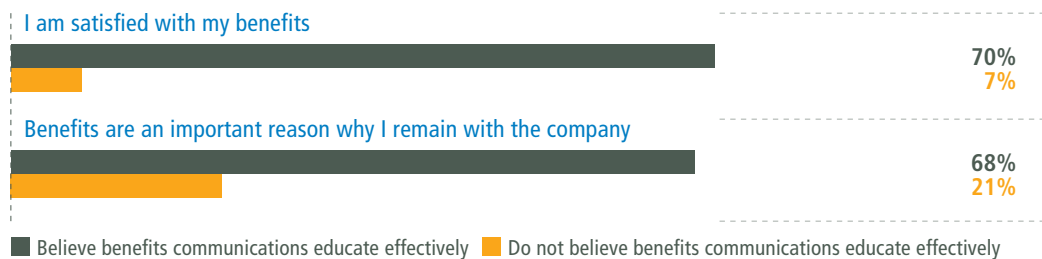 I am satisfied with my benefits
70%
7%
Benefits are an important reason why I remain with the company
68%
21%
Believe benefits communications educate effectively Do not believe benefits communications educate effectively